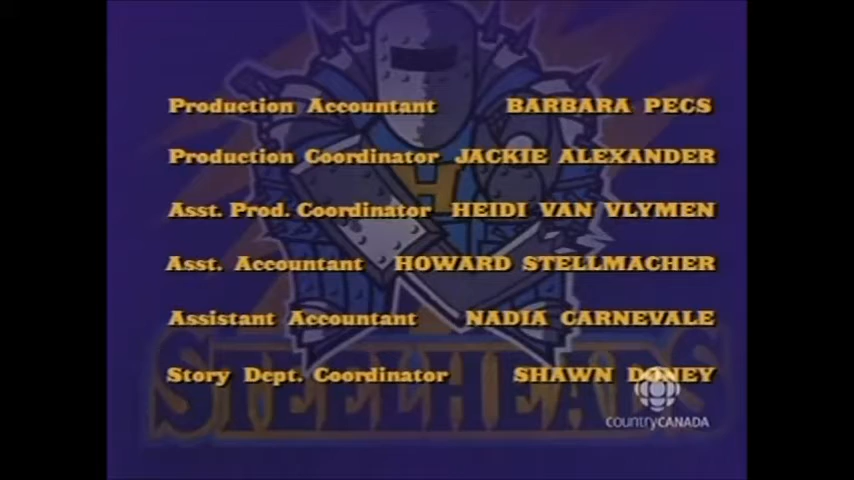 Production Accountant BARBARA PECS
Production Coordinator JACKIE ALEXANDER
Asst. Prod. Coordinator HEIDI VAN VLYMEN
H
Asst. Accountant HOWARD STELLMACHER
Assistant Accountant NADIA CARNEVALE
STEELHEADS
Story Dept. Coordinator SHAWN DONEY
countryCANADA